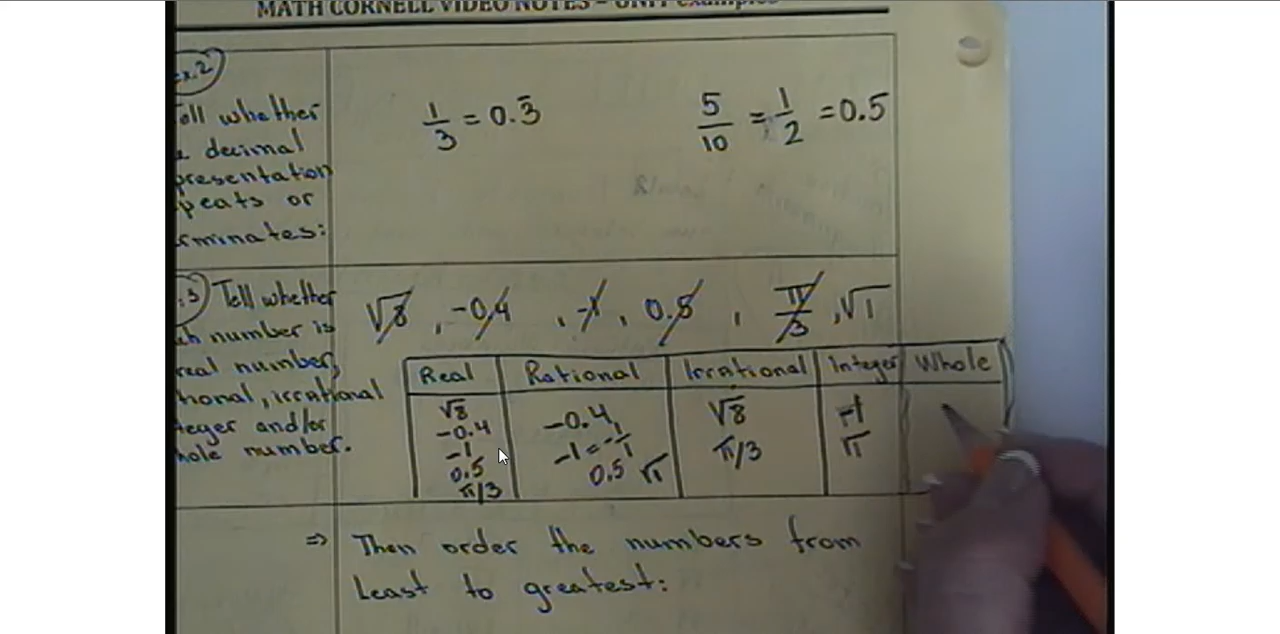 MATH CORNELL VIDEO NOTES - UNIT examples
Ex.2
Tell whether
decimal
presentation
peats or
rminates:
1/3 = 0.3̅
5/10 = 1/2 = 0.5
Tell whether
ch number is
real number,
tional, irrational
teger and/or
hole number.
√8, -0.4, -1, 0.5, π/3, √1
Real Rational Irrational Integer Whole
√8 -0.4 √8 -1
-0.4 -1 = -1/1 π/3 √1
-1 0.5 √1
0.5
π/3
⇒ Then order the numbers from
Least to greatest: